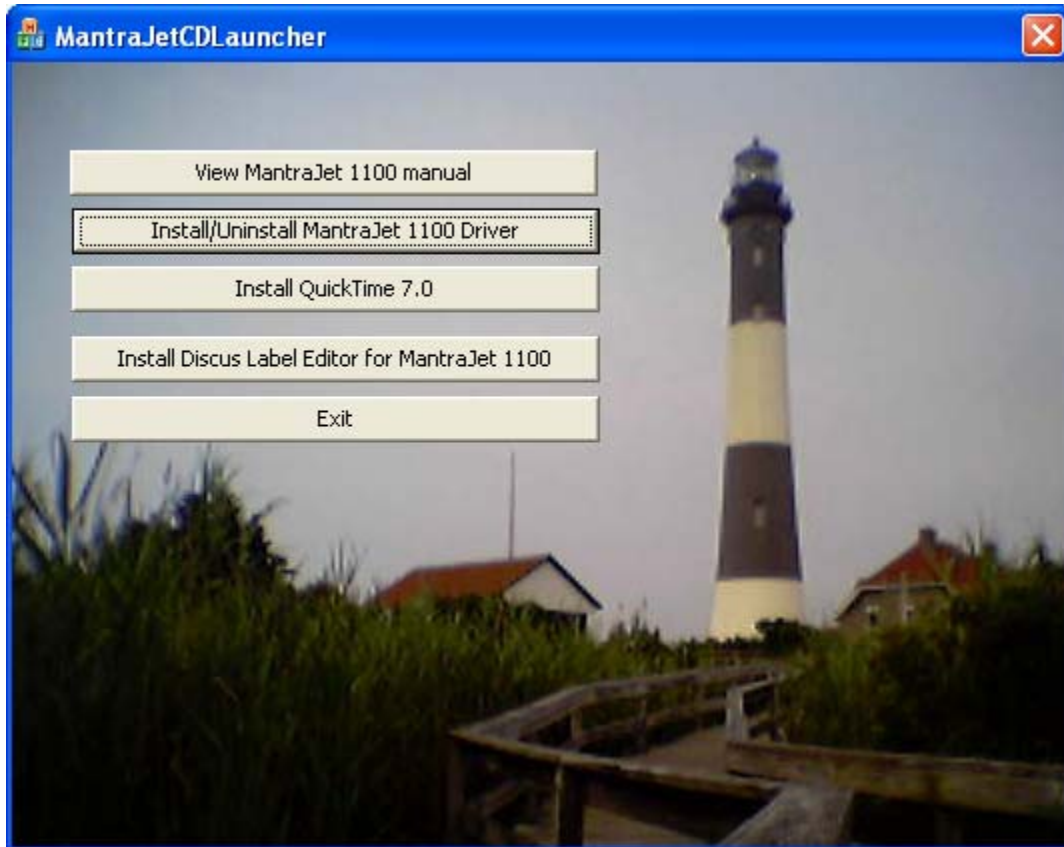 MantraJetCDLauncher
View MantraJet 1100 manual
Install/Uninstall MantraJet 1100 Driver
Install QuickTime 7.0
Install Discus Label Editor for MantraJet 1100
Exit